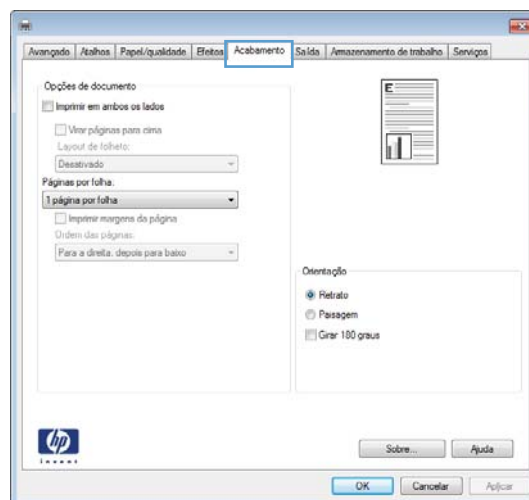 Avançado Atalhos Papel/qualidade Efeitos Acabamento Saída Armazenamento de trabalho Serviços
Opções de documento
Imprimir em ambos os lados
Virar páginas para cima
Layout de folheto:
Desativado
Páginas por folha:
1 página por folha
Imprimir margens da página
Ordem das páginas:
Para a direita, depois para baixo
E
Orientação
Retrato
Paisagem
Girar 180 graus
hp
invent
Sobre... Ajuda
OK Cancelar Aplicar